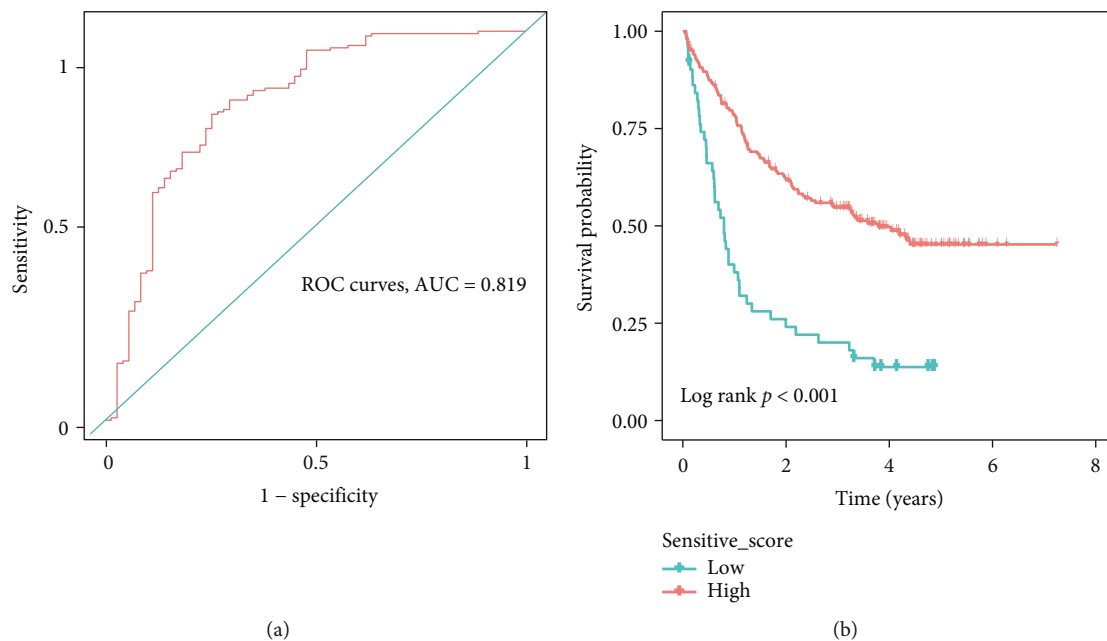 1
0.5
0
Sensitivity
ROC curves, AUC = 0.819
0 0.5 1
1 − specificity
(a)
1.00
0.75
0.50
0.25
0.00
Survival probability
Log rank p < 0.001
0 2 4 6 8
Time (years)
Sensitive_score
Low
High
(b)